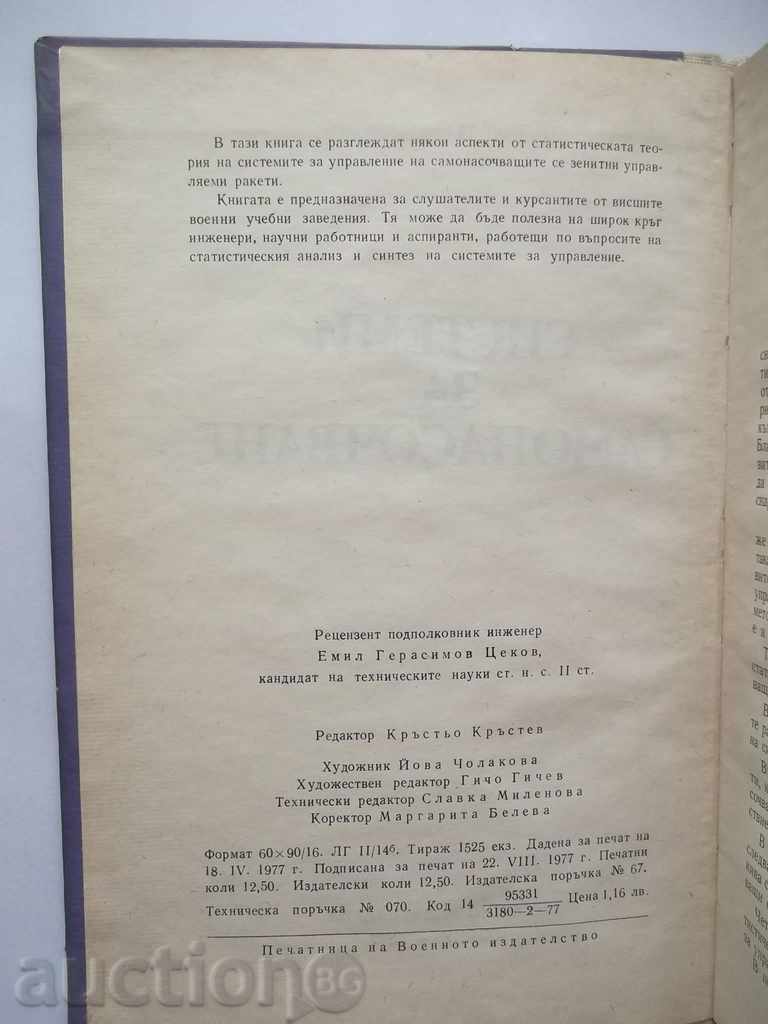 В тази книга се разглеждат някои аспекти от статистическата тео-
рия на системите за управление на самонасочващите се зенитни управ-
ляеми ракети.
Книгата е предназначена за слушателите и курсантите от висшите
военни учебни заведения. Тя може да бъде полезна на широк кръг
инженери, научни работници и аспиранти, работещи по въпросите на
статистическия анализ и синтез на системите за управление.
Рецензент подполковник инженер
Емил Герасимов Цеков,
кандидат на техническите науки ст. н. с. II ст.
Редактор Кръстьо Кръстев
Художник Йова Чолакова
Художествен редактор Гичо Гичев
Технически редактор Славка Миленова
Коректор Маргарита Белева
Формат 60×90/16. ЛГ II/14б. Тираж 1525 екз. Дадена за печат на
18. IV. 1977 г. Подписана за печат на 22. VIII. 1977 г. Печатни
коли 12,50. Издателски коли 12,50. Издателска поръчка № 67.
Техническа поръчка № 070. Код 14 95331/3180—2—77 Цена 1,16 лв.
Печатница на Военното издателство
auctionBG